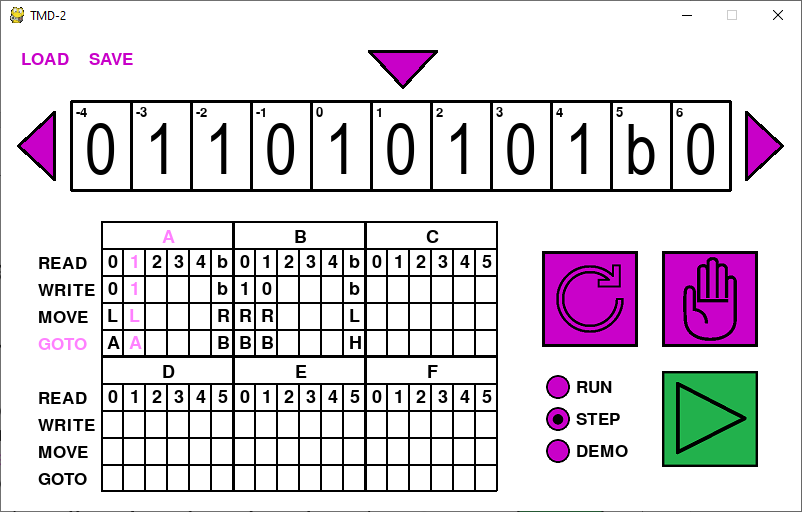 TMD-2
LOAD SAVE
-4 -3 -2 -1 0 1 2 3 4 5 6
0 1 1 0 1 0 1 0 1 b 0
A B C
READ 0 1 2 3 4 b 0 1 2 3 4 b 0 1 2 3 4 5
WRITE 0 1 b 1 0 b
MOVE L L R R R L
GOTO A A B B B H
D E F
READ 0 1 2 3 4 5 0 1 2 3 4 5 0 1 2 3 4 5
WRITE
MOVE
GOTO
RUN
STEP
DEMO